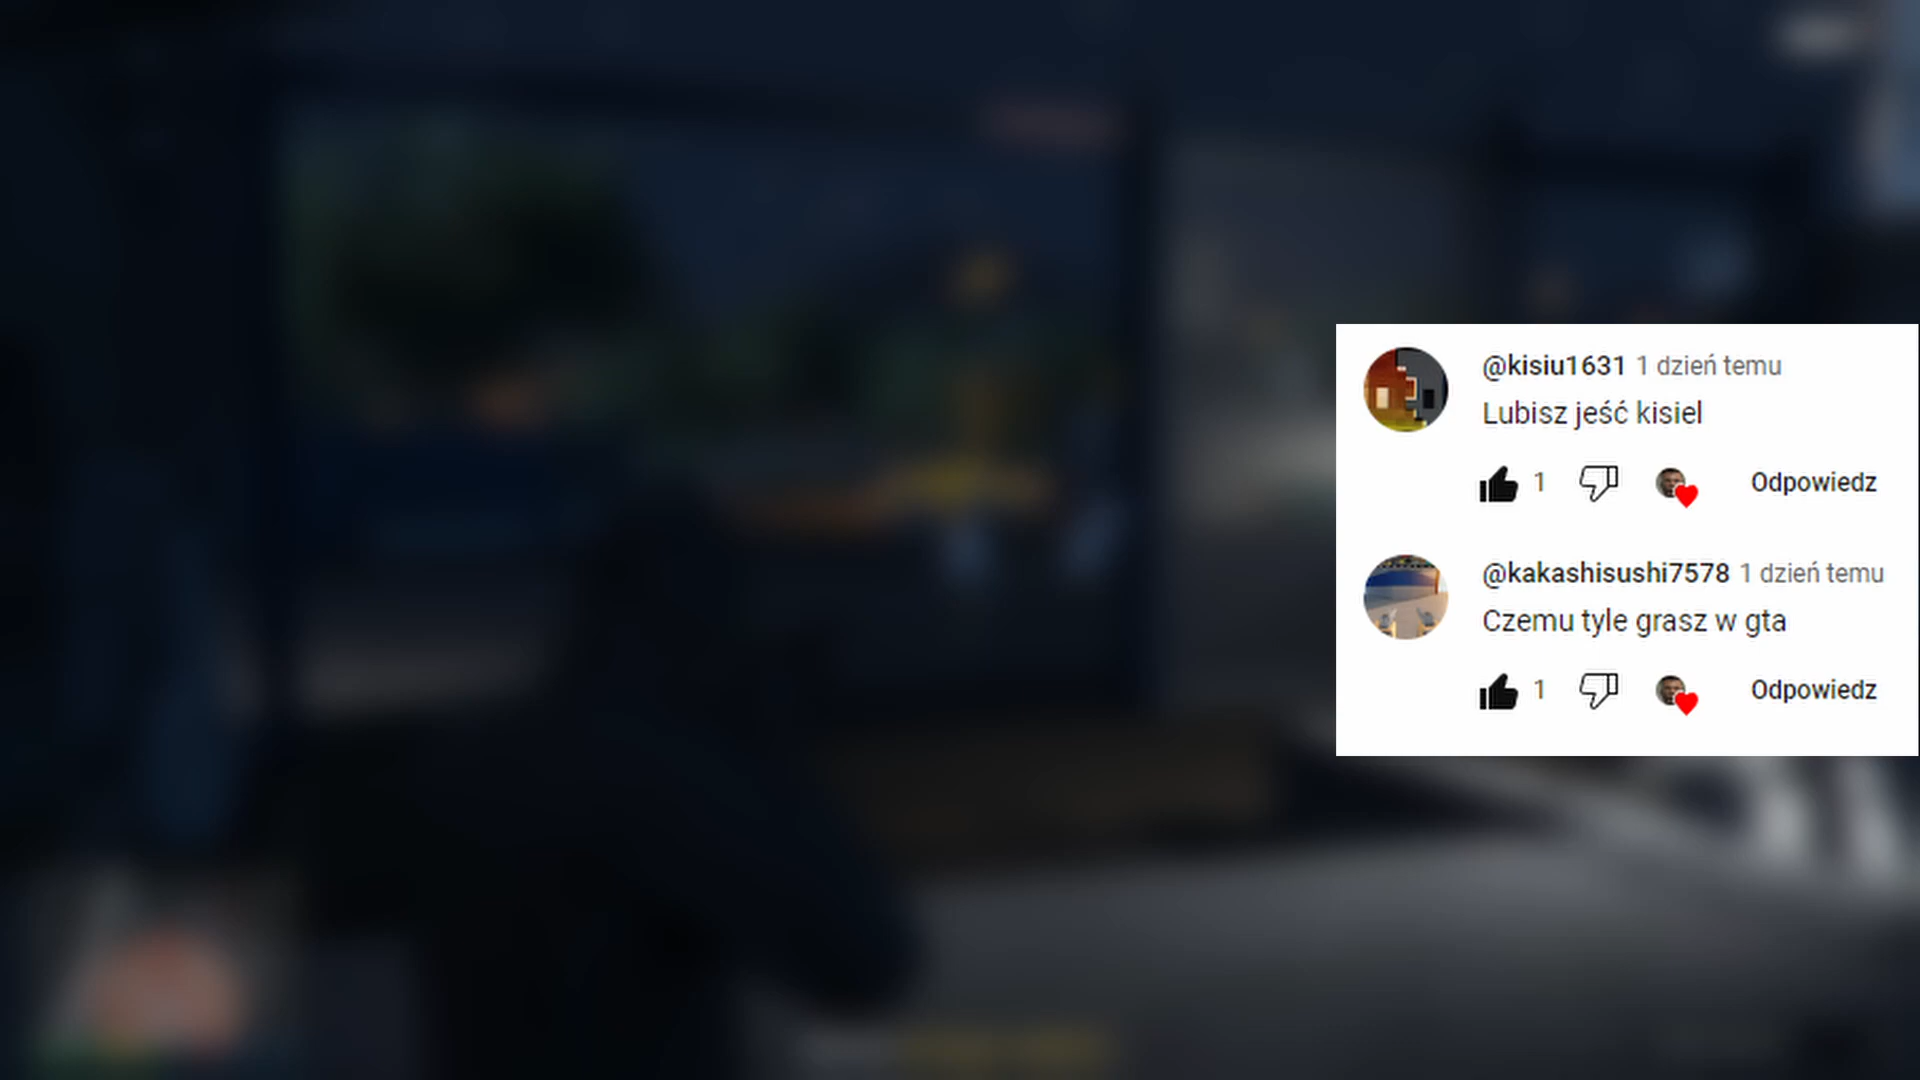 @kisiu1631 1 dzień temu
Lubisz jeść kisiel
1 Odpowiedz
@kakashisushi7578 1 dzień temu
Czemu tyle grasz w gta
1 Odpowiedz